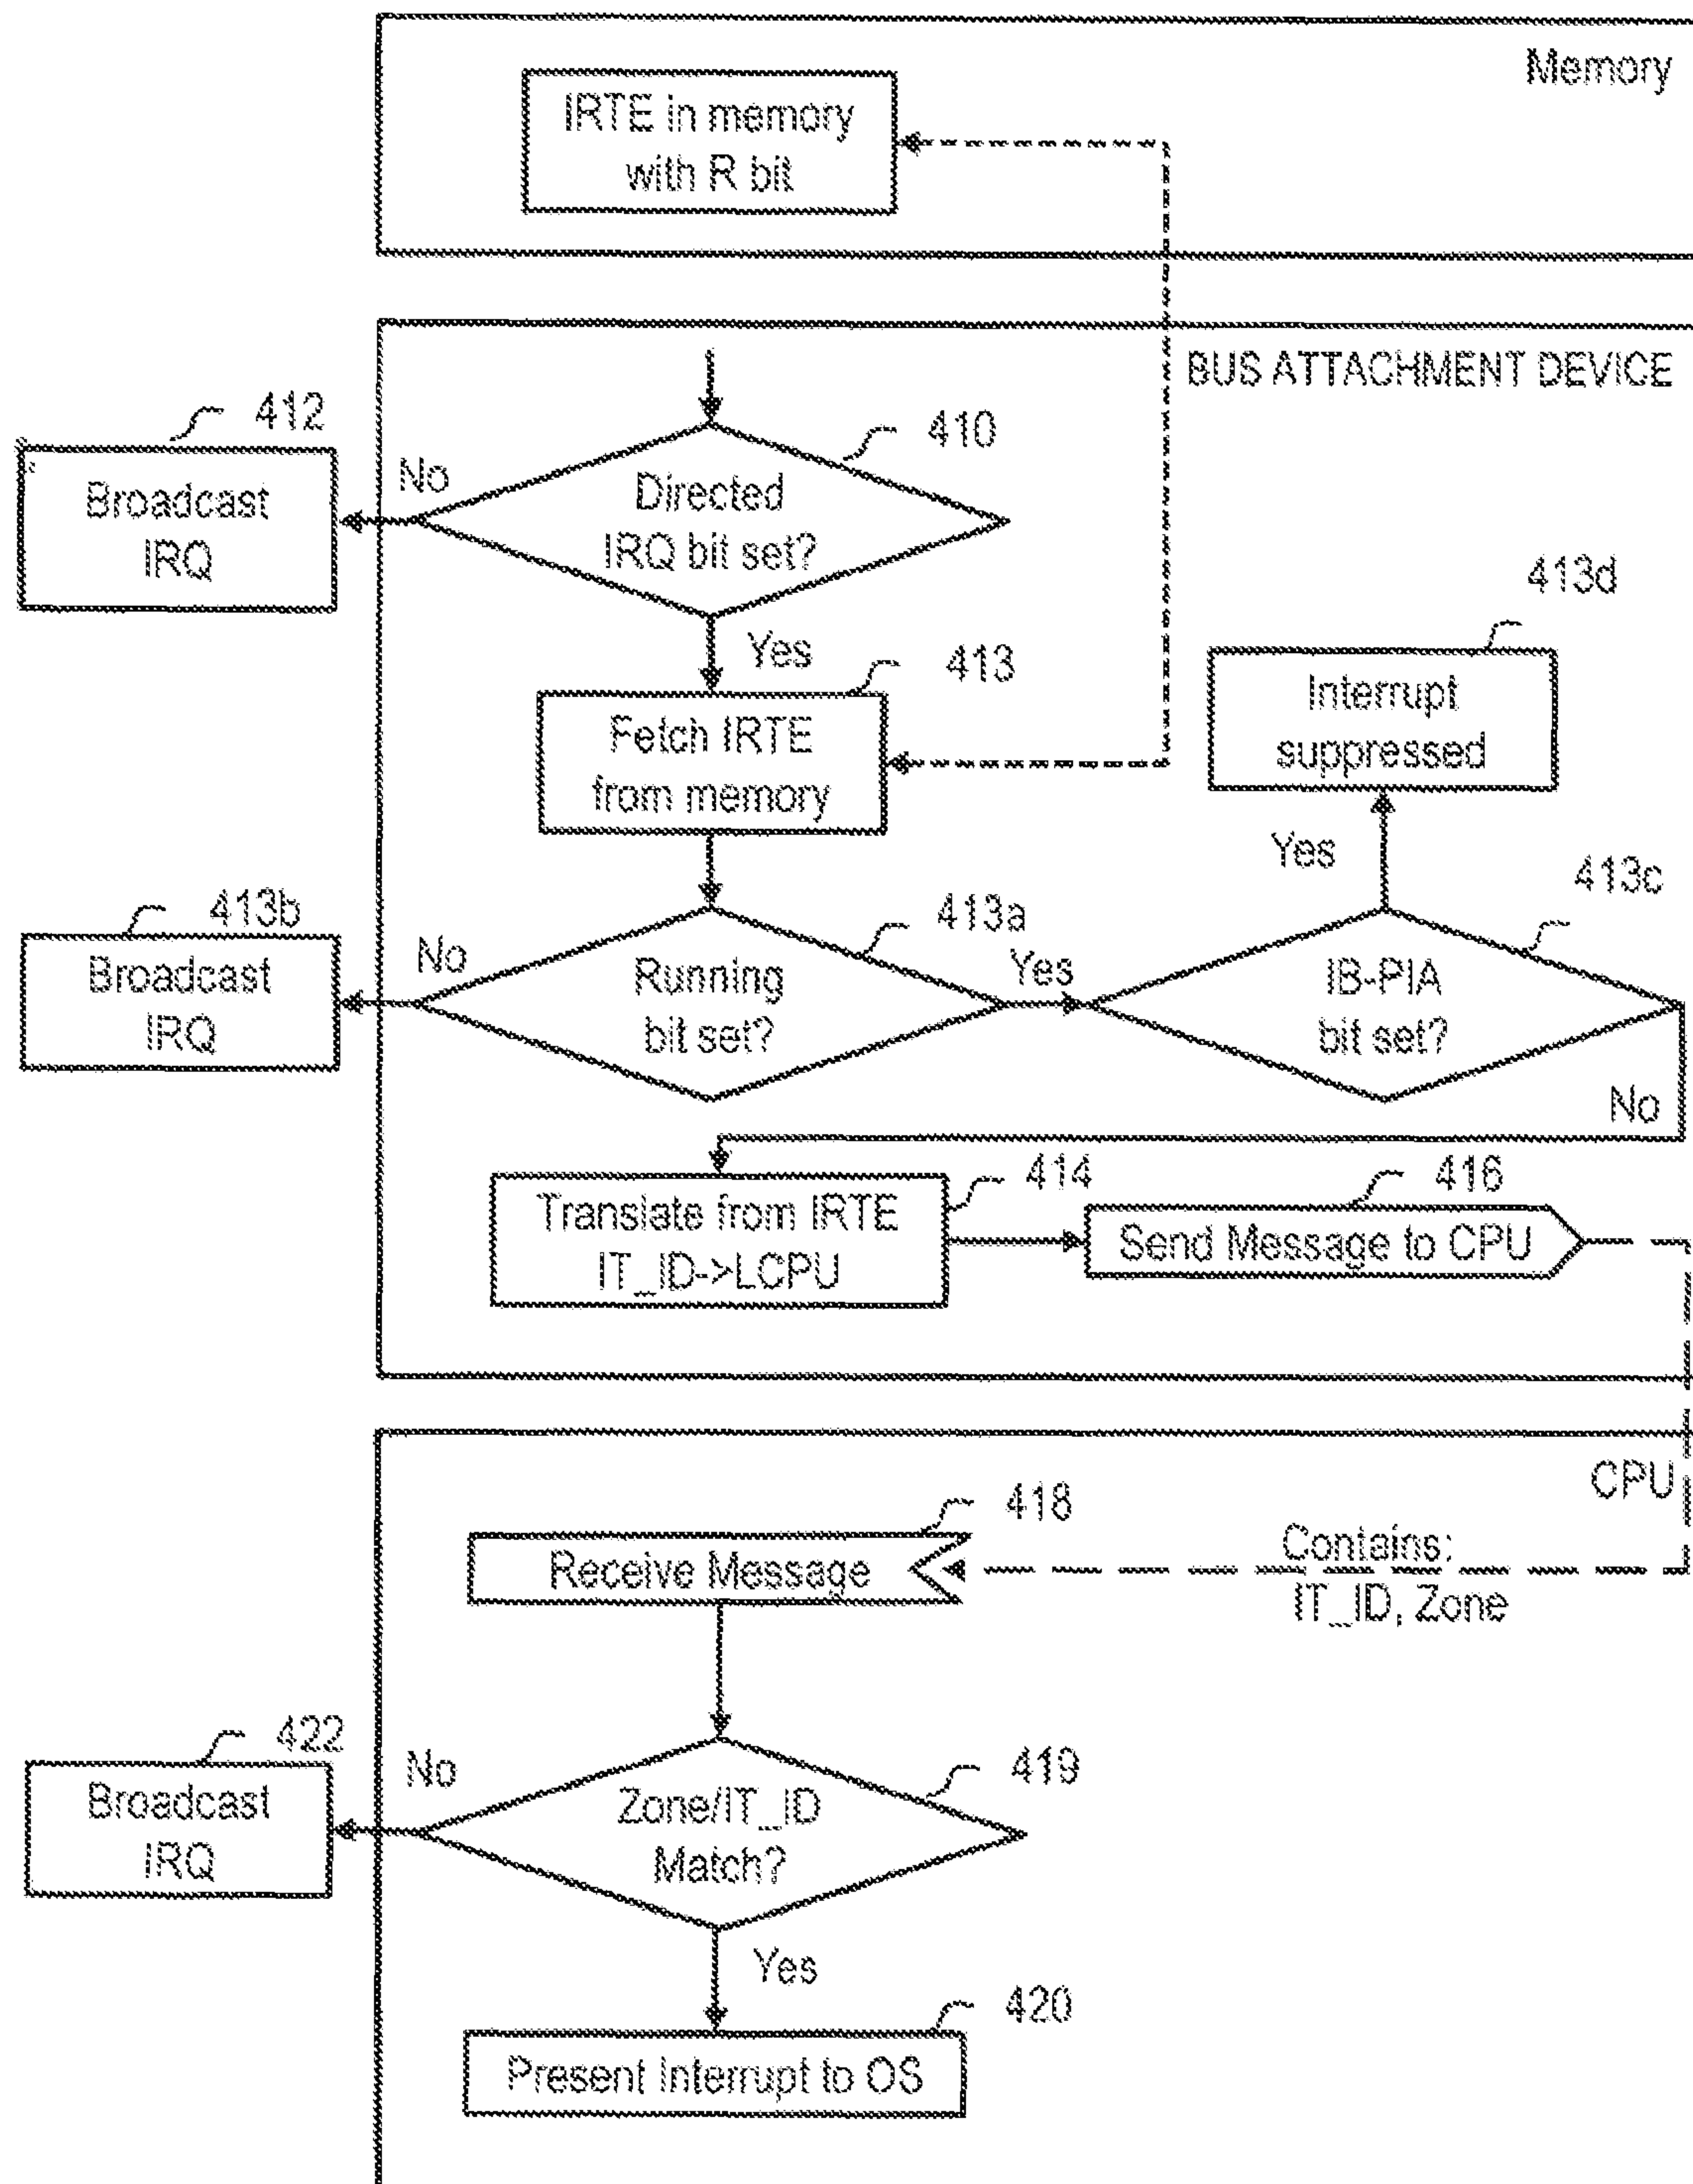 Memory
IRTE in memory
with R bit
BUS ATTACHMENT DEVICE
412
Broadcast
IRQ
No
410
Directed
IRQ bit set?
Yes
413
Fetch IRTE
from memory
413d
Interrupt
suppressed
Yes
413b
Broadcast
IRQ
No
413a
Running
bit set?
Yes
413c
IB-PIA
bit set?
No
414
Translate from IRTE
IT_ID->LCPU
416
Send Message to CPU
CPU
418
Receive Message
Contains:
IT_ID, Zone
422
Broadcast
IRQ
No
419
Zone/IT_ID
Match?
Yes
420
Present Interrupt to OS